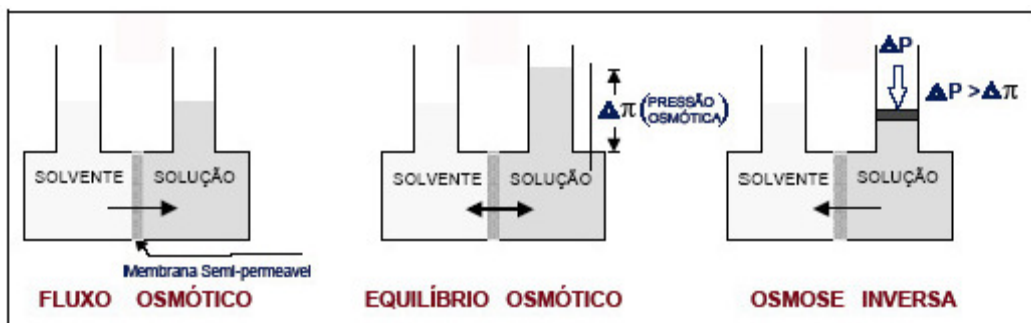 SOLVENTE SOLUÇÃO
Membrana Semi-permeavel
FLUXO OSMÓTICO
Δπ (PRESSÃO OSMÓTICA)
SOLVENTE SOLUÇÃO
EQUILÍBRIO OSMÓTICO
ΔP
ΔP > Δπ
SOLVENTE SOLUÇÃO
OSMOSE INVERSA